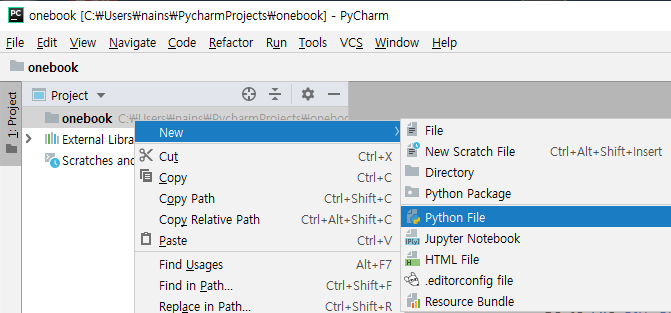 onebook [C:₩Users₩nains₩PycharmProjects₩onebook] - PyCharm
File Edit View Navigate Code Refactor Run Tools VCS Window Help
onebook
1: Project
Project
onebook C:₩Users₩nains₩PycharmProjects₩onebook
External Libra
Scratches and
New
Cut Ctrl+X
Copy Ctrl+C
Copy Path Ctrl+Shift+C
Copy Relative Path Ctrl+Alt+Shift+C
Paste Ctrl+V
Find Usages Alt+F7
Find in Path... Ctrl+Shift+F
Replace in Path... Ctrl+Shift+R
File
New Scratch File Ctrl+Alt+Shift+Insert
Directory
Python Package
Python File
Jupyter Notebook
HTML File
.editorconfig file
Resource Bundle